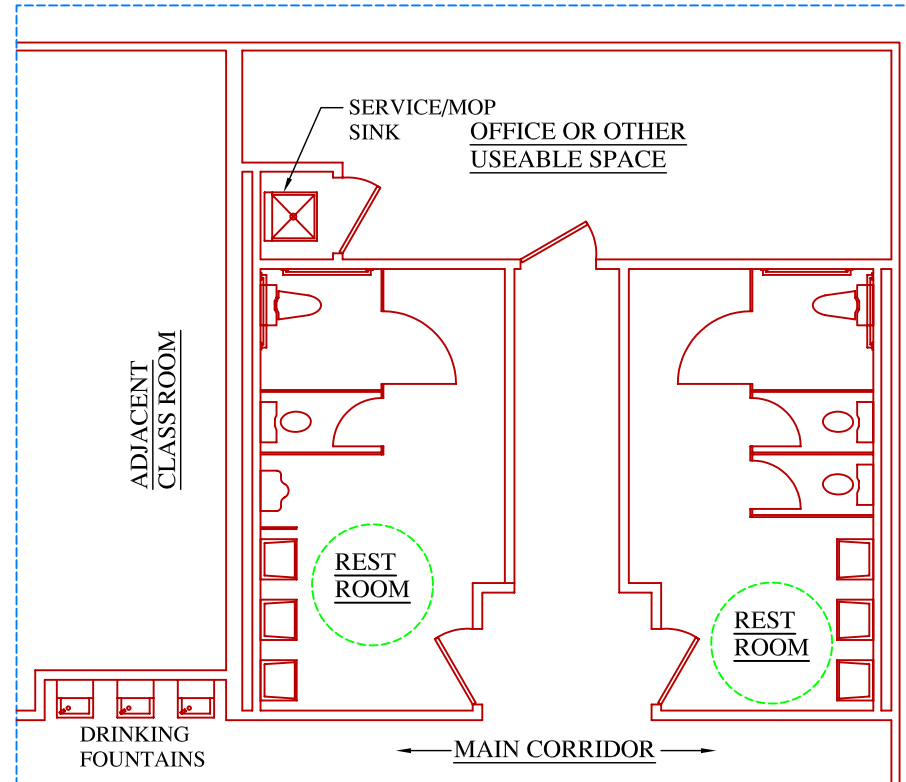 SERVICE/MOP
SINK
OFFICE OR OTHER
USEABLE SPACE
ADJACENT
CLASS ROOM
REST
ROOM
REST
ROOM
DRINKING
FOUNTAINS
MAIN CORRIDOR